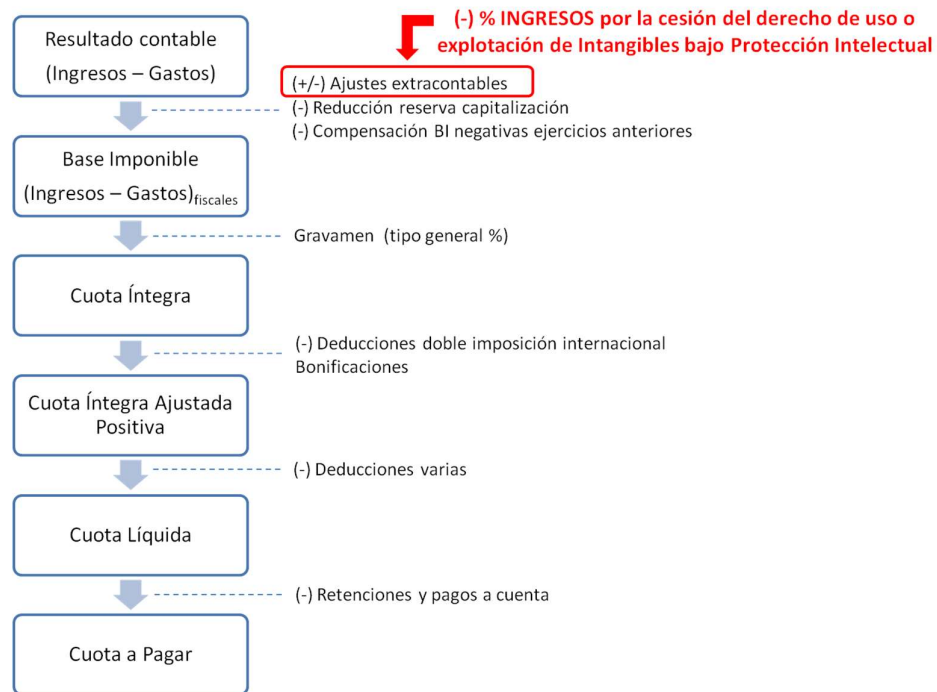 (-) % INGRESOS por la cesión del derecho de uso o
explotación de Intangibles bajo Protección Intelectual
Resultado contable
(Ingresos – Gastos)
(+/-) Ajustes extracontables
(-) Reducción reserva capitalización
(-) Compensación BI negativas ejercicios anteriores
Base Imponible
(Ingresos – Gastos)fiscales
Gravamen (tipo general %)
Cuota Íntegra
(-) Deducciones doble imposición internacional
Bonificaciones
Cuota Íntegra Ajustada
Positiva
(-) Deducciones varias
Cuota Líquida
(-) Retenciones y pagos a cuenta
Cuota a Pagar